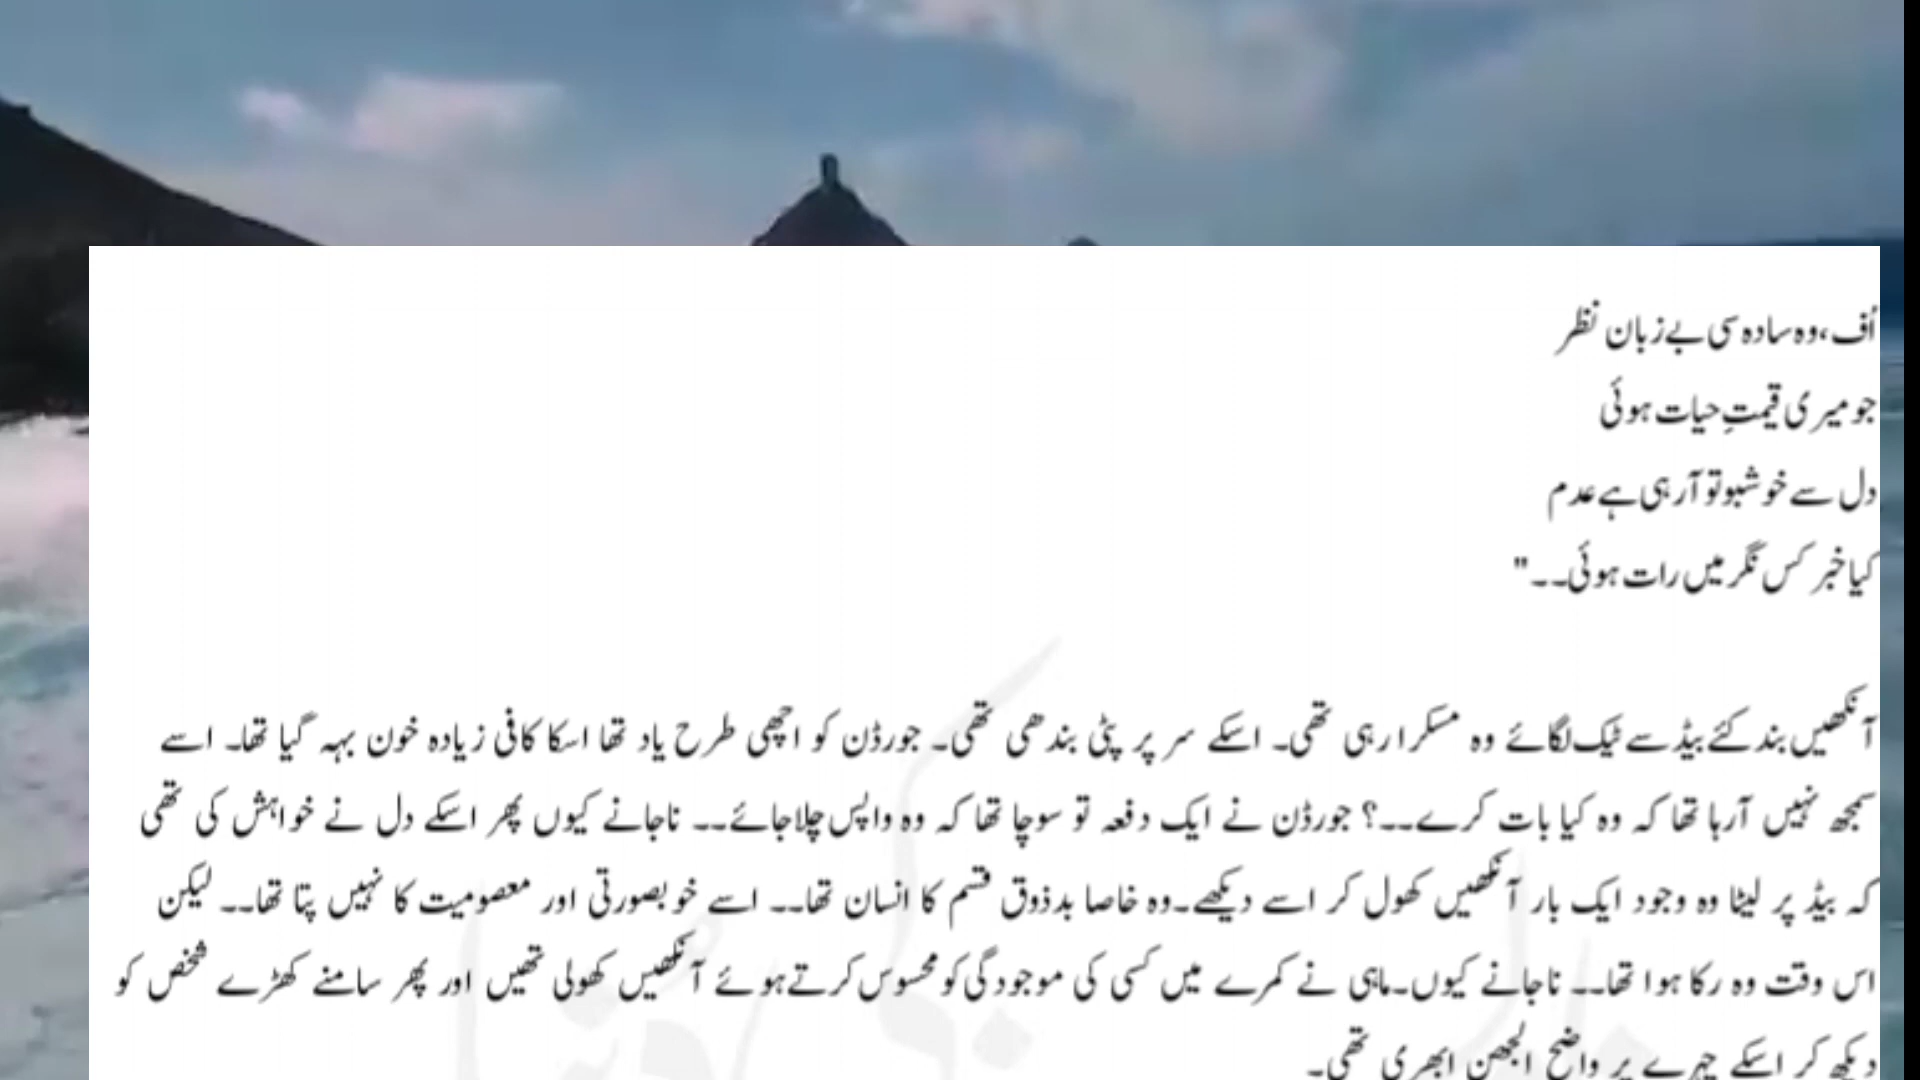 اُف، وہ سادہ سی بے زبان نظر
جو میری قیمتِ حیات ہوئی
دل سے خوشبو تو آرہی ہے عدم
کیا خبر کس نگر میں رات ہوئی۔۔"
آنکھیں بند کئے بیڈ سے ٹیک لگائے وہ مسکرا رہی تھی۔ اسکے سر پر پٹی بندھی تھی۔ جورڈن کو اچھی طرح یاد تھا اسکا کافی زیادہ خون بہہ گیا تھا۔ اسے
سمجھ نہیں آرہا تھا کہ وہ کیا بات کرے۔۔؟ جورڈن نے ایک دفعہ تو سوچا تھا کہ وہ واپس چلا جائے۔۔ ناجانے کیوں پھر اسکے دل نے خواہش کی تھی
کہ بیڈ پر لیٹا وہ وجود ایک بار آنکھیں کھول کر اسے دیکھے۔ وہ خاصا بدذوق قسم کا انسان تھا۔۔ اسے خوبصورتی اور معصومیت کا نہیں پتا تھا۔۔ لیکن
اس وقت وہ رکا ہوا تھا۔۔ ناجانے کیوں۔ ماہی نے کمرے میں کسی کی موجودگی کو محسوس کرتے ہوئے آنکھیں کھولی تھیں اور پھر سامنے کھڑے شخص کو
دیکھ کر اسکے چہرے پر واضح الجھن ابھری تھی۔